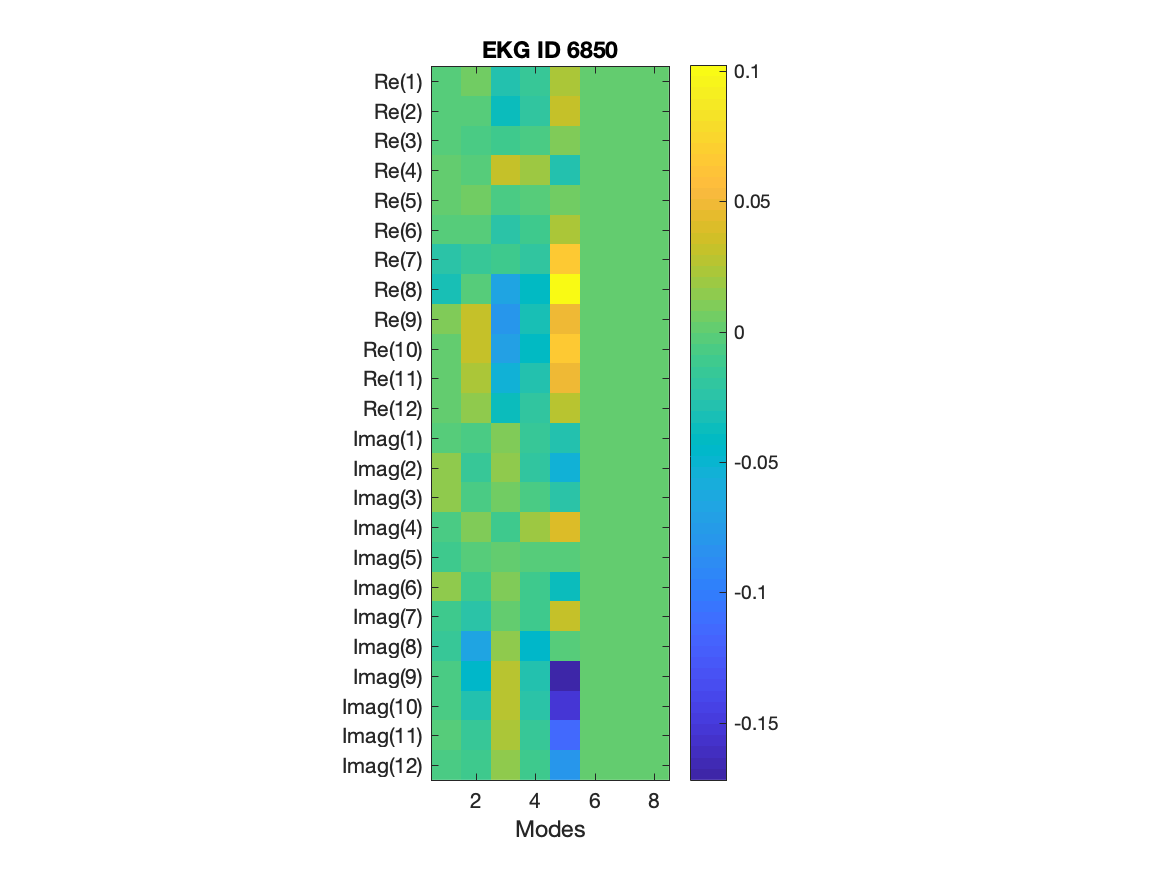 EKG ID 6850
Re(1)
Re(2)
Re(3)
Re(4)
Re(5)
Re(6)
Re(7)
Re(8)
Re(9)
Re(10)
Re(11)
Re(12)
Imag(1)
Imag(2)
Imag(3)
Imag(4)
Imag(5)
Imag(6)
Imag(7)
Imag(8)
Imag(9)
Imag(10)
Imag(11)
Imag(12)
2 4 6 8
Modes
0.1
0.05
0
-0.05
-0.1
-0.15